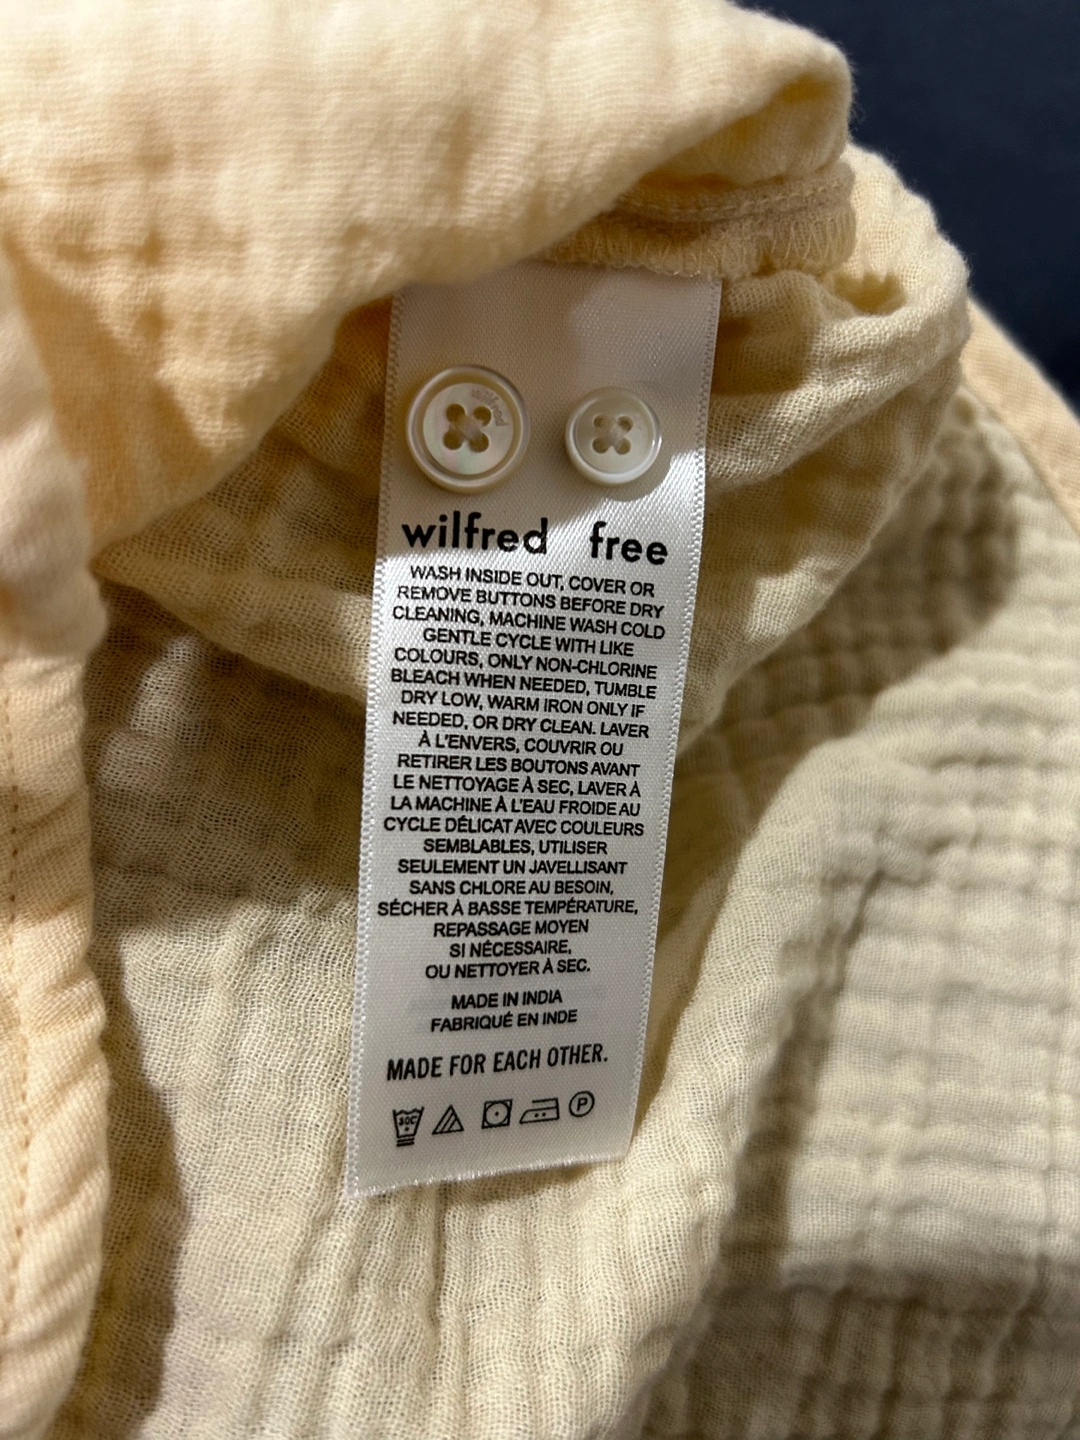 wilfred
wilfred free
WASH INSIDE OUT, COVER OR
REMOVE BUTTONS BEFORE DRY
CLEANING, MACHINE WASH COLD
GENTLE CYCLE WITH LIKE
COLOURS, ONLY NON-CHLORINE
BLEACH WHEN NEEDED, TUMBLE
DRY LOW, WARM IRON ONLY IF
NEEDED, OR DRY CLEAN. LAVER
À L'ENVERS, COUVRIR OU
RETIRER LES BOUTONS AVANT
LE NETTOYAGE À SEC, LAVER À
LA MACHINE À L'EAU FROIDE AU
CYCLE DÉLICAT AVEC COULEURS
SEMBLABLES, UTILISER
SEULEMENT UN JAVELLISANT
SANS CHLORE AU BESOIN,
SÉCHER À BASSE TEMPÉRATURE,
REPASSAGE MOYEN
SI NÉCESSAIRE,
OU NETTOYER À SEC.
MADE IN INDIA
FABRIQUÉ EN INDE
MADE FOR EACH OTHER.
30C P